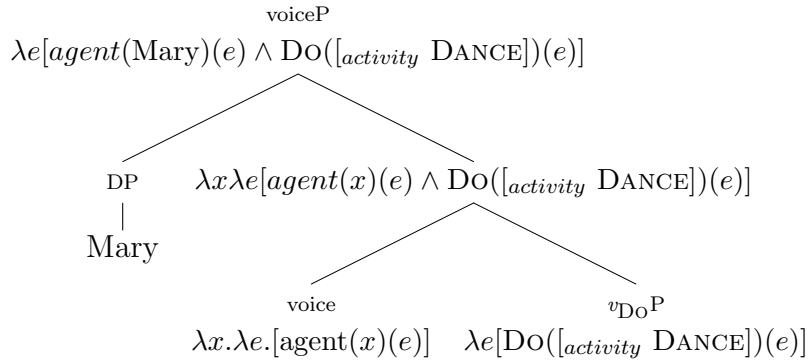 voiceP
λe[agent(Mary)(e) ∧ DO([activity DANCE])(e)]
DP
λxλe[agent(x)(e) ∧ DO([activity DANCE])(e)]
Mary
voice
vDOP
λx.λe.[agent(x)(e)]
λe[DO([activity DANCE])(e)]